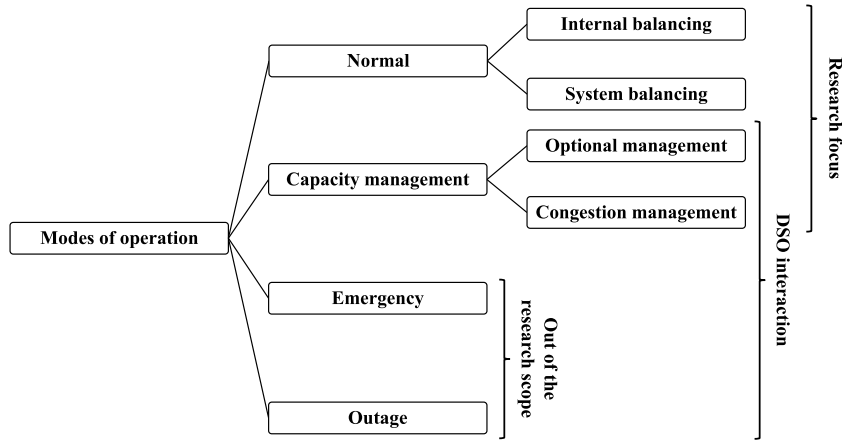 Internal balancing
Normal
System balancing
Research focus
Optional management
Capacity management
Congestion management
Modes of operation
DSO interaction
Emergency
Out of the
research scope
Outage